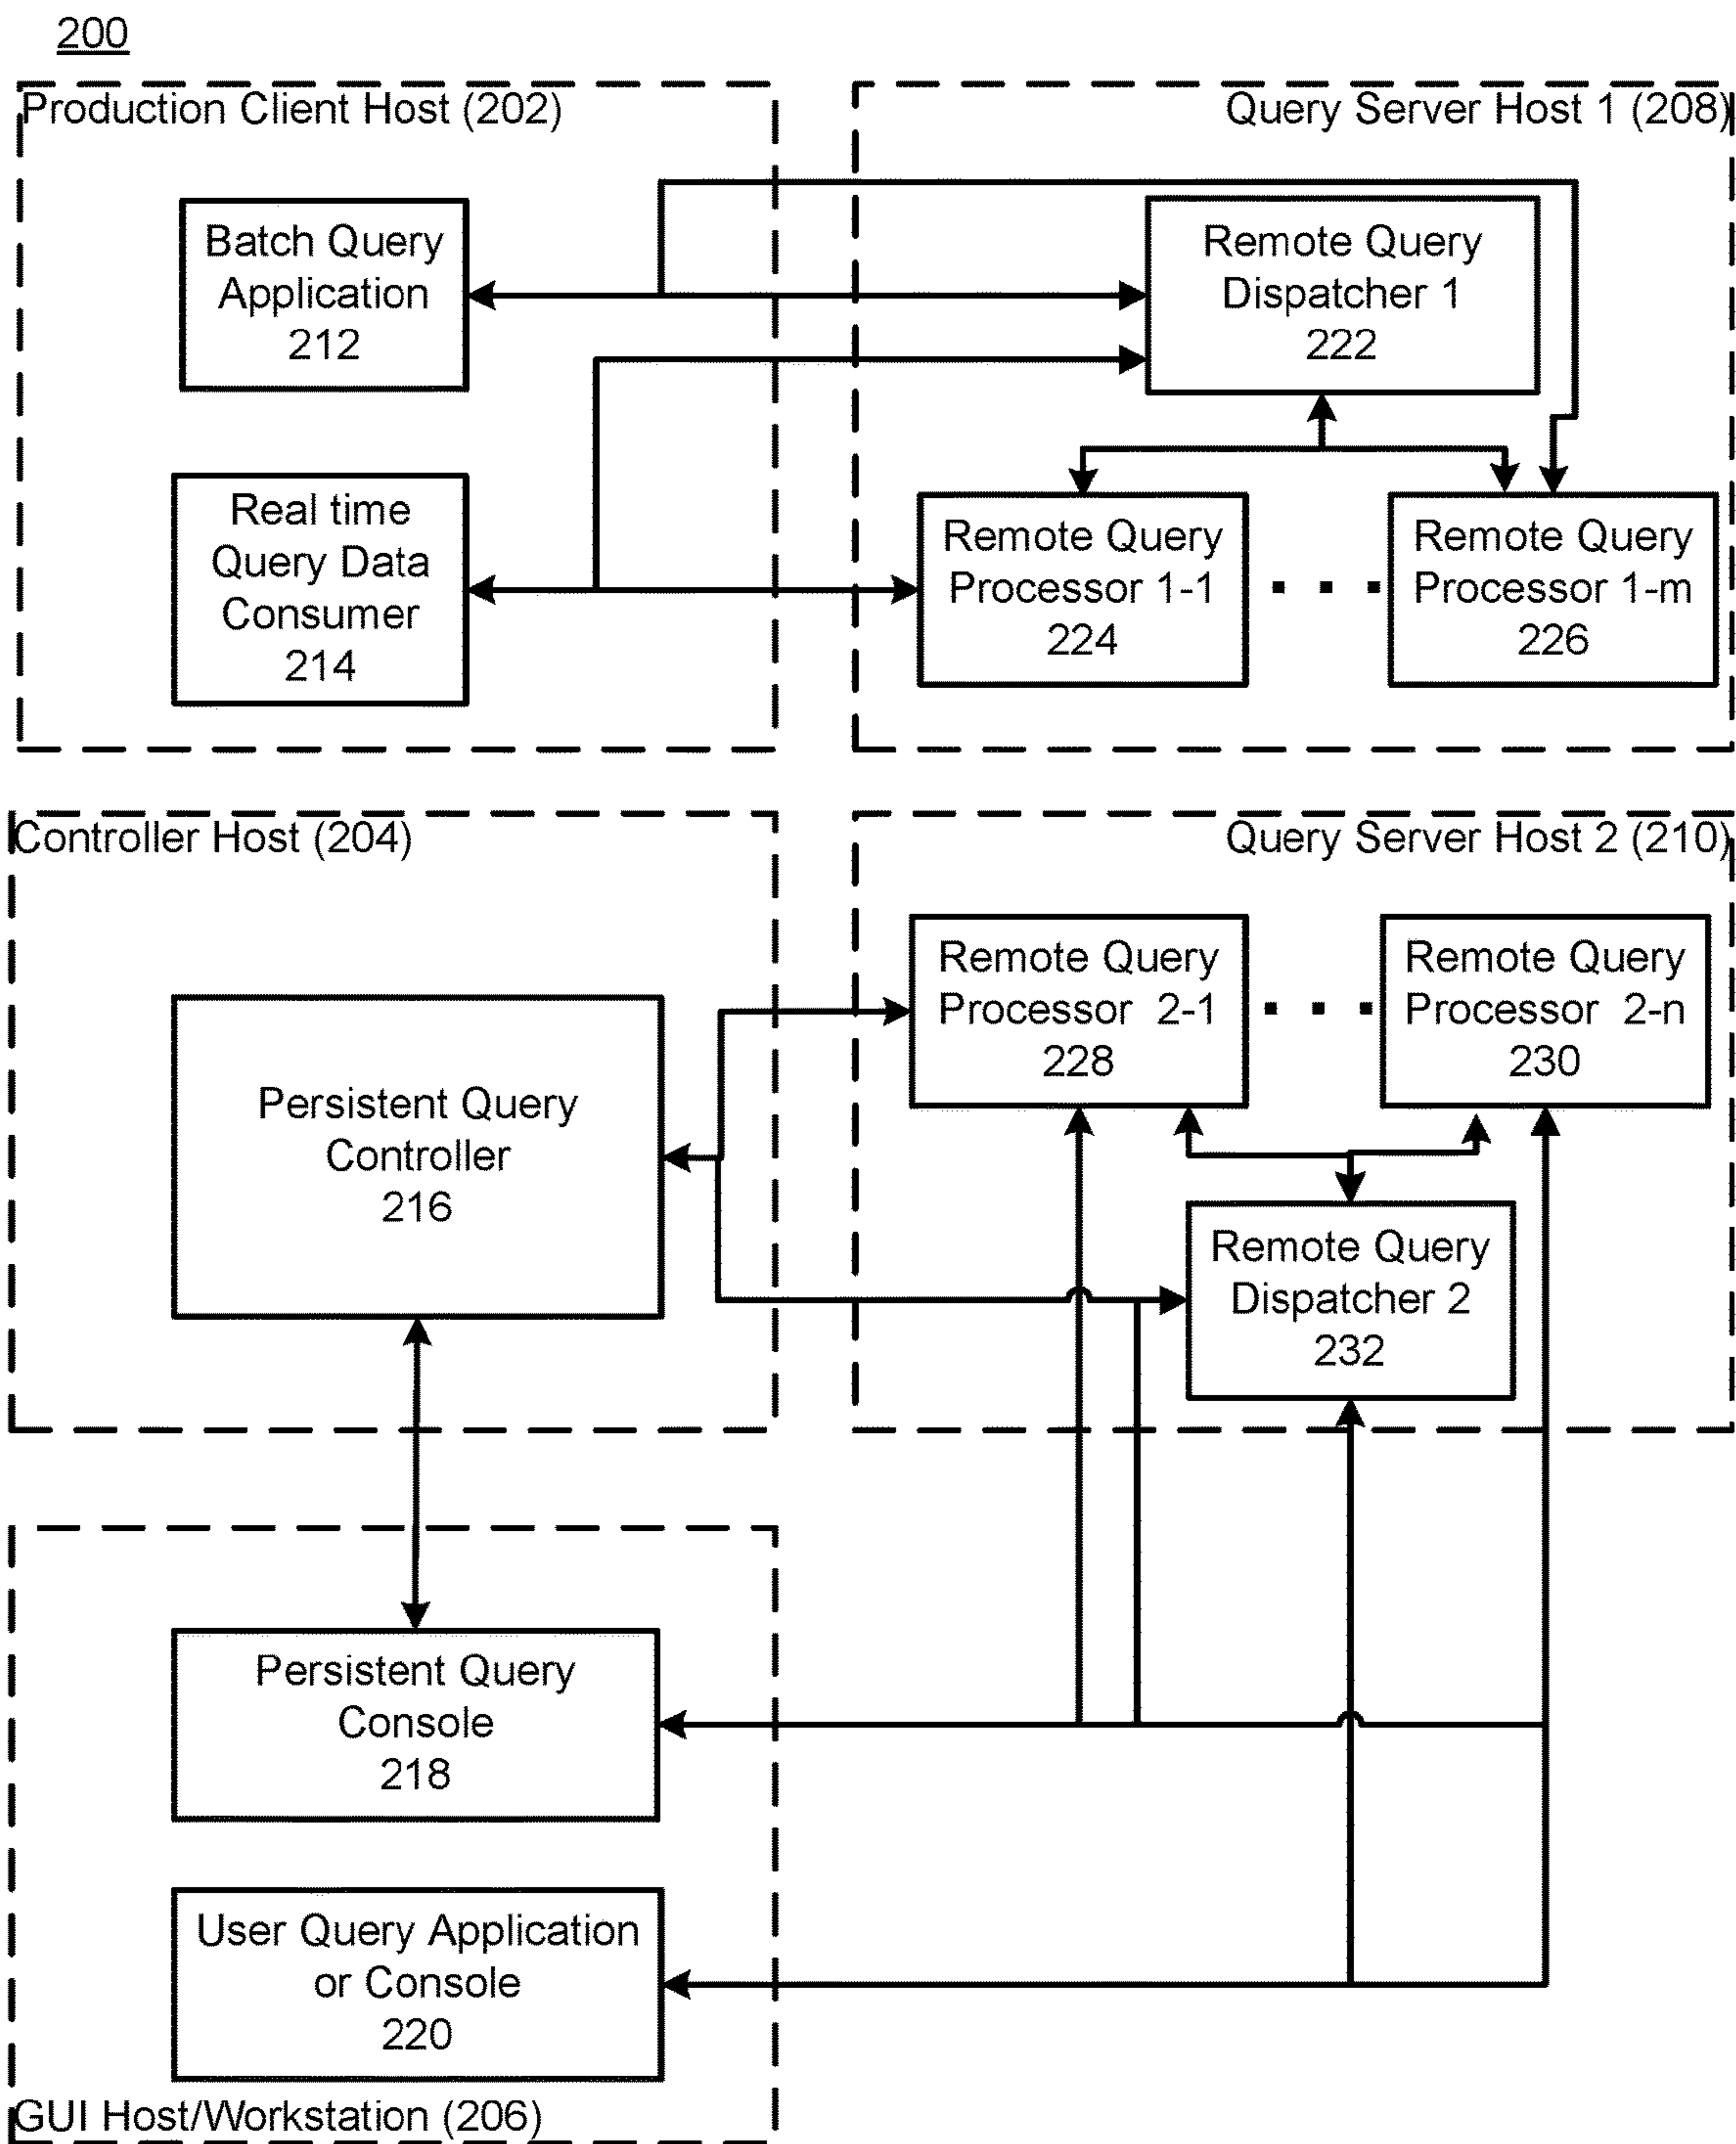 200
Production Client Host (202)
Query Server Host 1 (208)
Batch Query
Application
212
Remote Query
Dispatcher 1
222
Real time
Query Data
Consumer
214
Remote Query
Processor 1-1
224
Remote Query
Processor 1-m
226
Controller Host (204)
Query Server Host 2 (210)
Persistent Query
Controller
216
Remote Query
Processor 2-1
228
Remote Query
Processor 2-n
230
Remote Query
Dispatcher 2
232
Persistent Query
Console
218
User Query Application
or Console
220
GUI Host/Workstation (206)